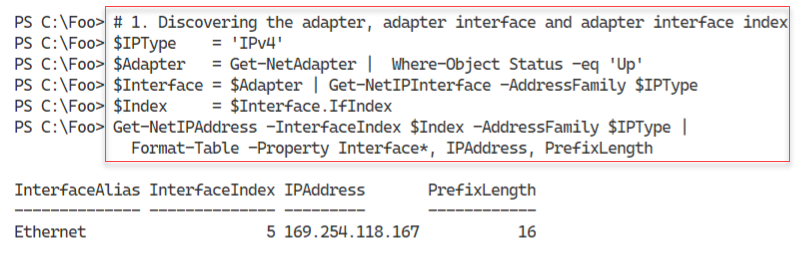 PS C:\Foo> # 1. Discovering the adapter, adapter interface and adapter interface index
PS C:\Foo> $IPType    = 'IPv4'
PS C:\Foo> $Adapter   = Get-NetAdapter |  Where-Object Status -eq 'Up'
PS C:\Foo> $Interface = $Adapter | Get-NetIPInterface -AddressFamily $IPType
PS C:\Foo> $Index     = $Interface.IfIndex
PS C:\Foo> Get-NetIPAddress -InterfaceIndex $Index -AddressFamily $IPType |
             Format-Table -Property Interface*, IPAddress, PrefixLength
InterfaceAlias InterfaceIndex IPAddress       PrefixLength
-------------- -------------- ---------       ------------
Ethernet                    5 169.254.118.167           16